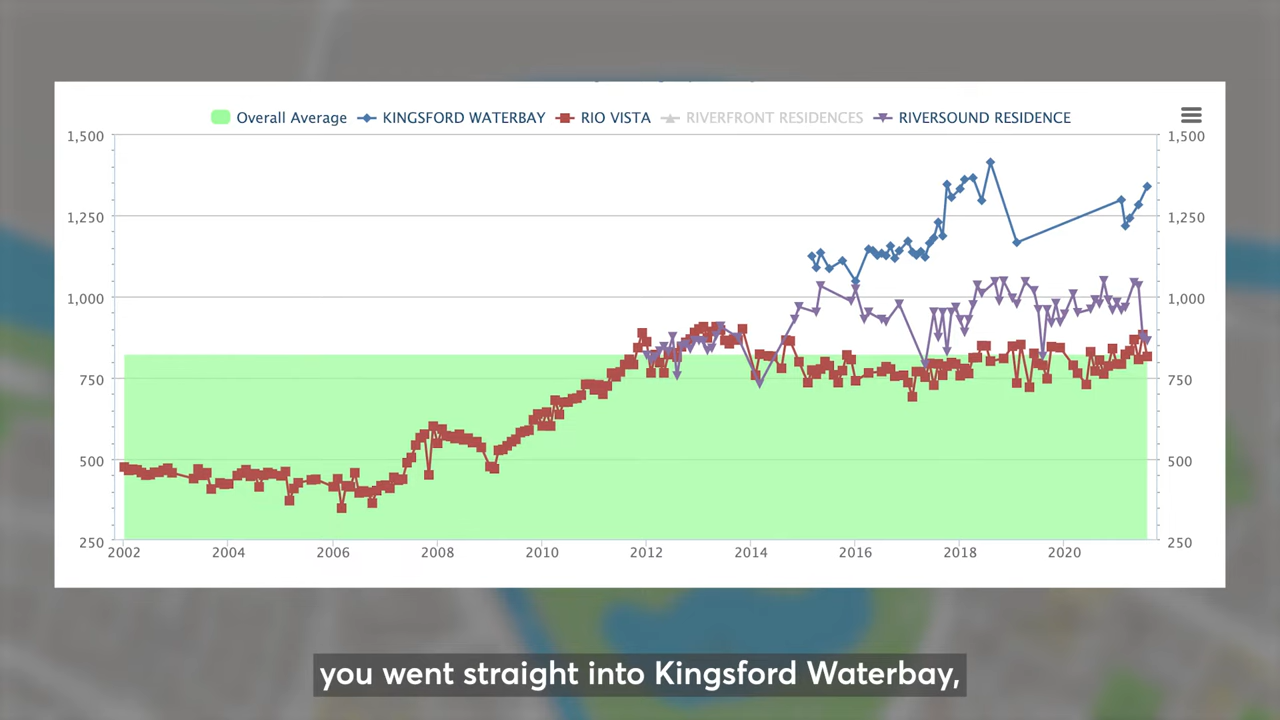 Overall Average KINGSFORD WATERBAY RIO VISTA RIVERFRONT RESIDENCES RIVERSOUND RESIDENCE
1,500 1,500
1,250 1,250
1,000 1,000
750 750
500 500
250 250
2002 2004 2006 2008 2010 2012 2014 2016 2018 2020
you went straight into Kingsford Waterbay,